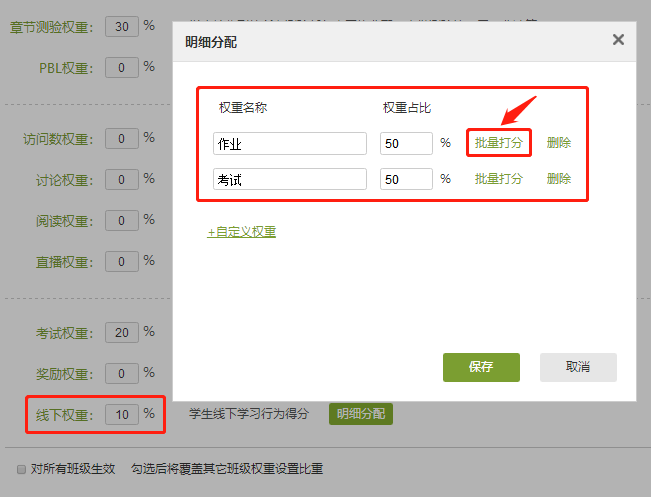 章节测验权重： 30 %
PBL权重： 0 %
访问数权重： 0 %
讨论权重： 0 %
阅读权重： 0 %
直播权重： 0 %
考试权重： 20 %
奖励权重： 0 %
线下权重： 10 % 学生线下学习行为得分 明细分配
对所有班级生效 勾选后将覆盖其它班级权重设置比重
明细分配
权重名称 权重占比
作业 50 % 批量打分 删除
考试 50 % 批量打分 删除
+自定义权重
保存 取消